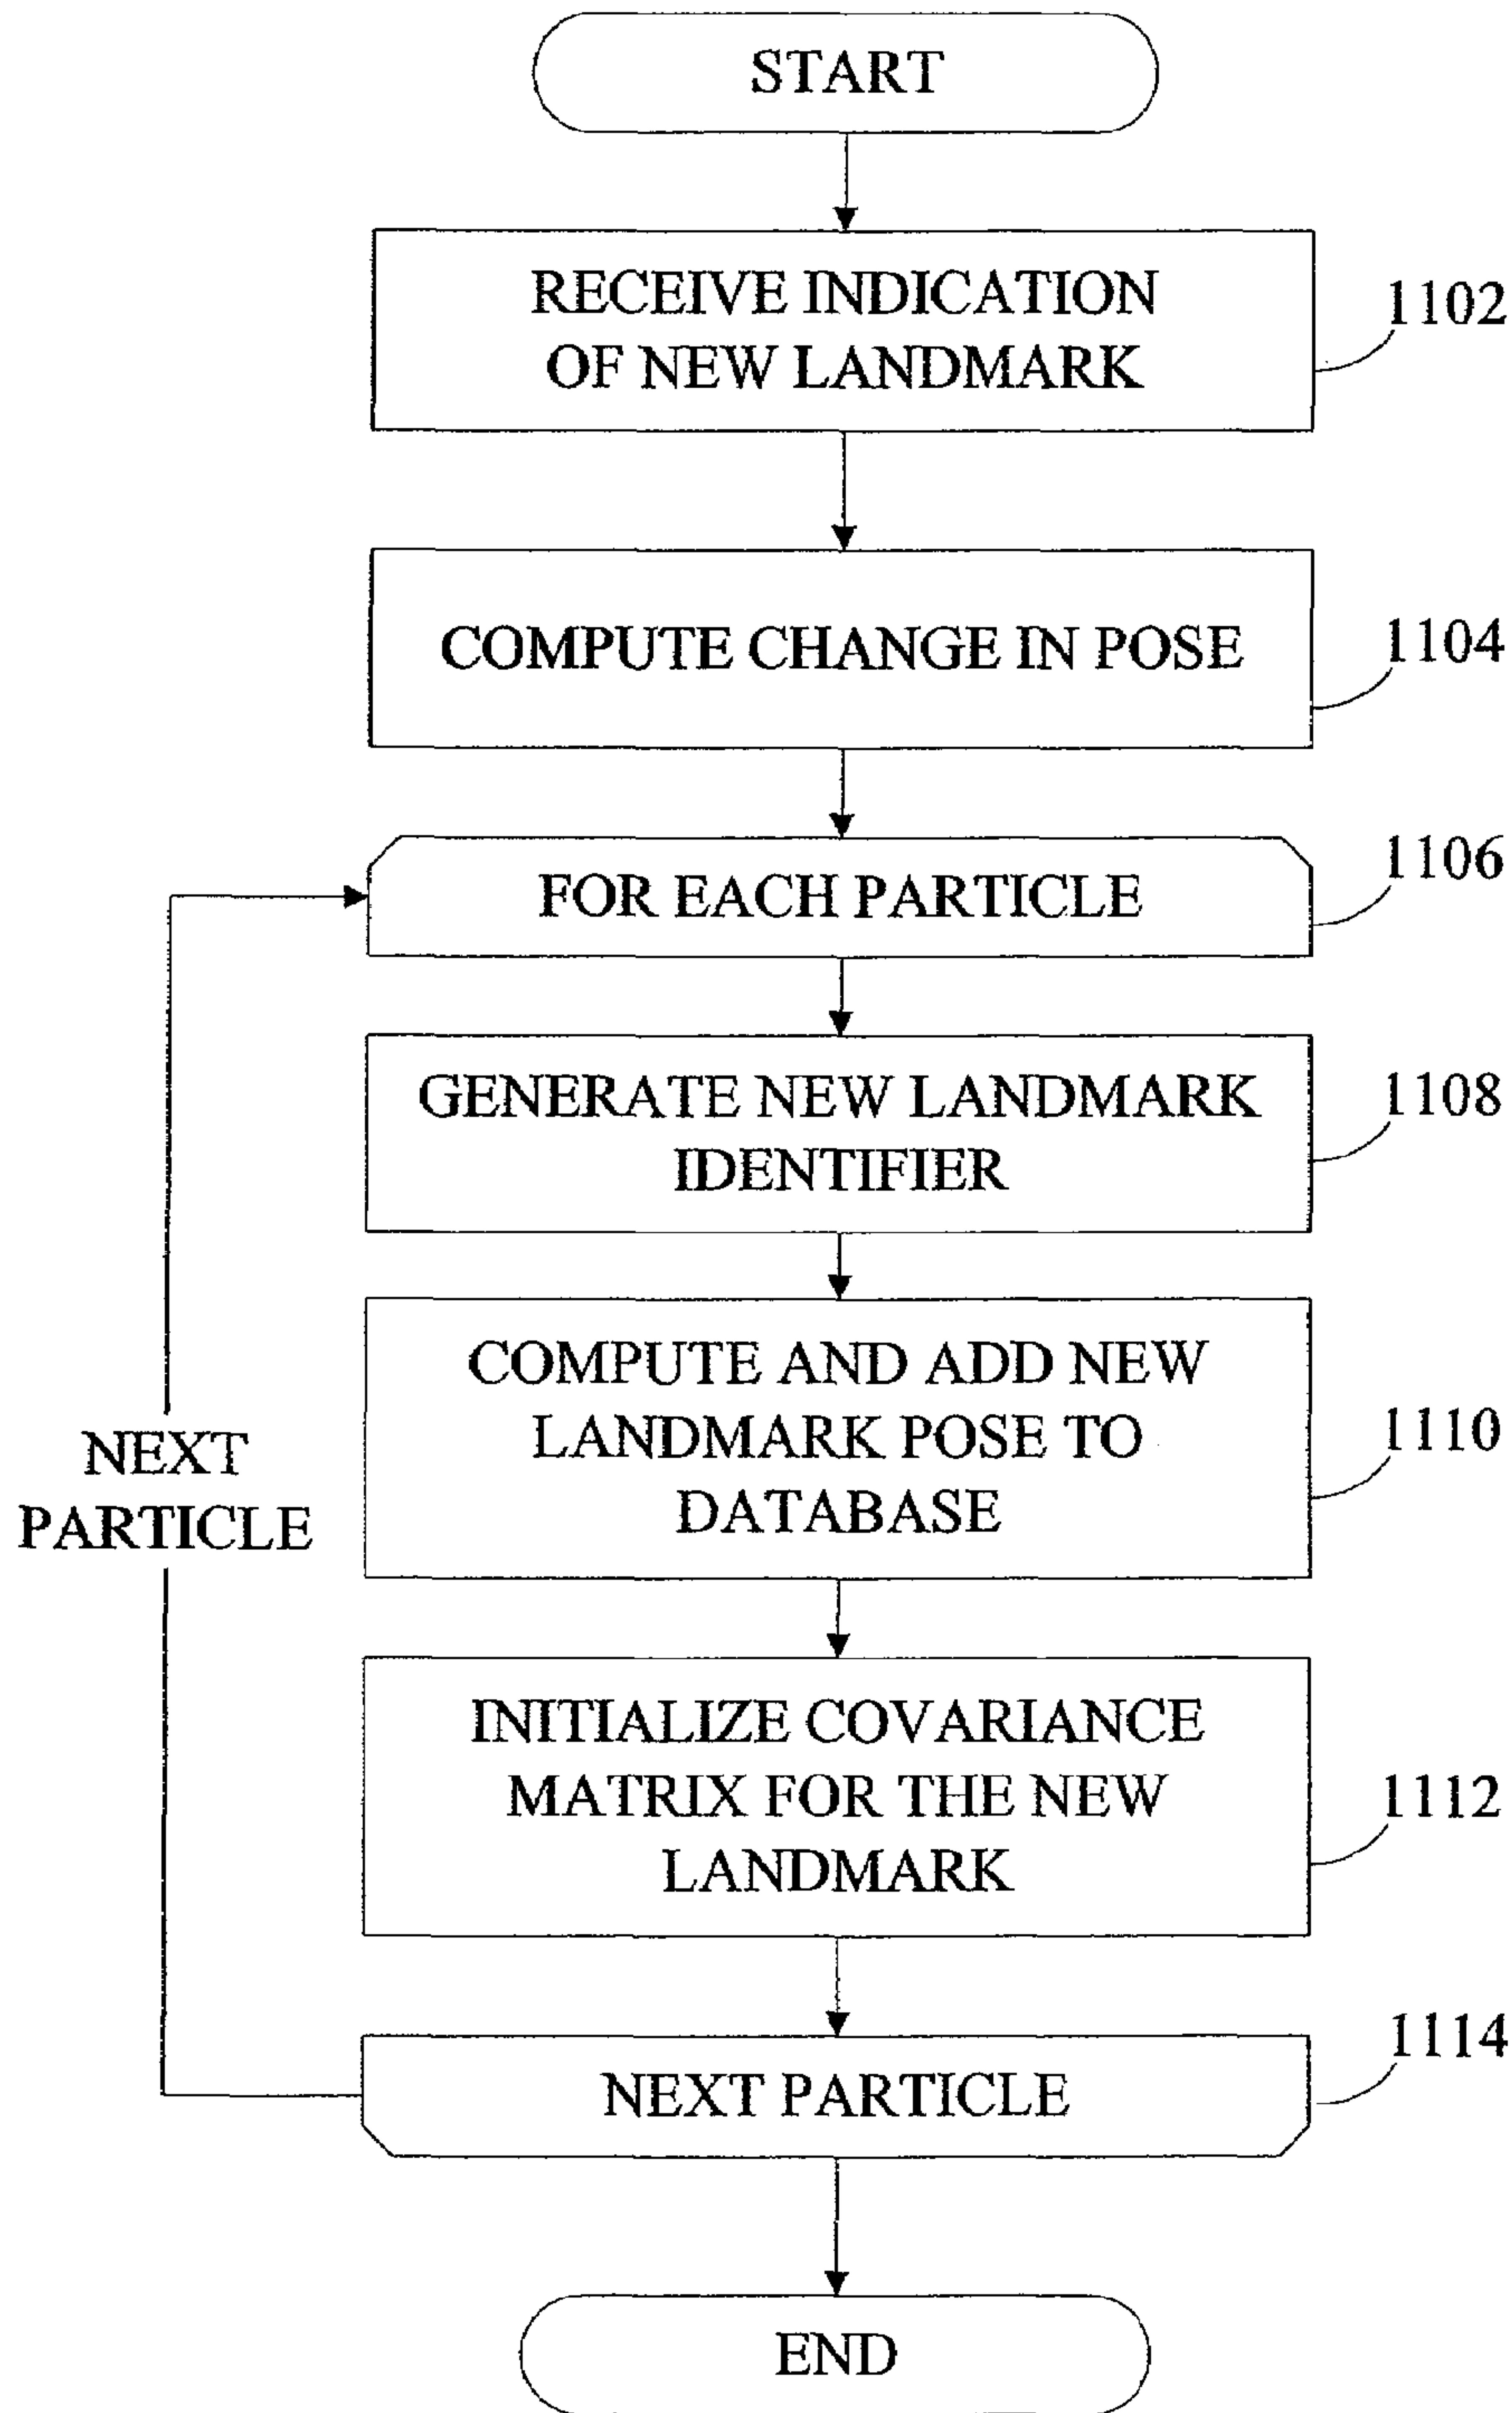 START
RECEIVE INDICATION
OF NEW LANDMARK
1102
COMPUTE CHANGE IN POSE
1104
FOR EACH PARTICLE
1106
GENERATE NEW LANDMARK
IDENTIFIER
1108
COMPUTE AND ADD NEW
LANDMARK POSE TO
DATABASE
1110
NEXT
PARTICLE
INITIALIZE COVARIANCE
MATRIX FOR THE NEW
LANDMARK
1112
NEXT PARTICLE
1114
END